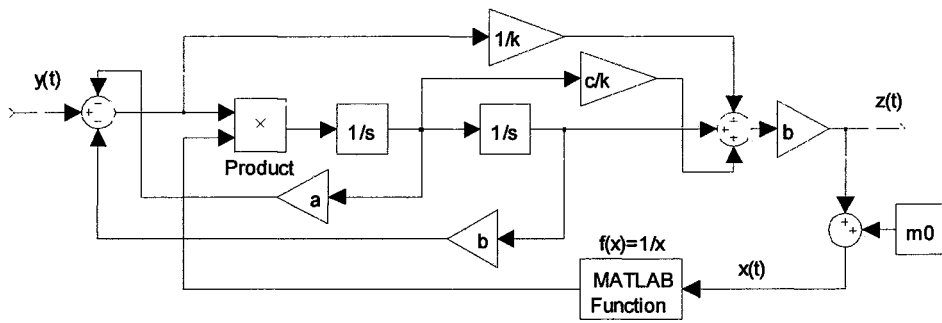 1/k
y(t)
c/k
z(t)
−
−
×
1/s
1/s
+
+
+
b
Product
a
b
+
+
m0
f(x)=1/x
MATLAB
Function
x(t)